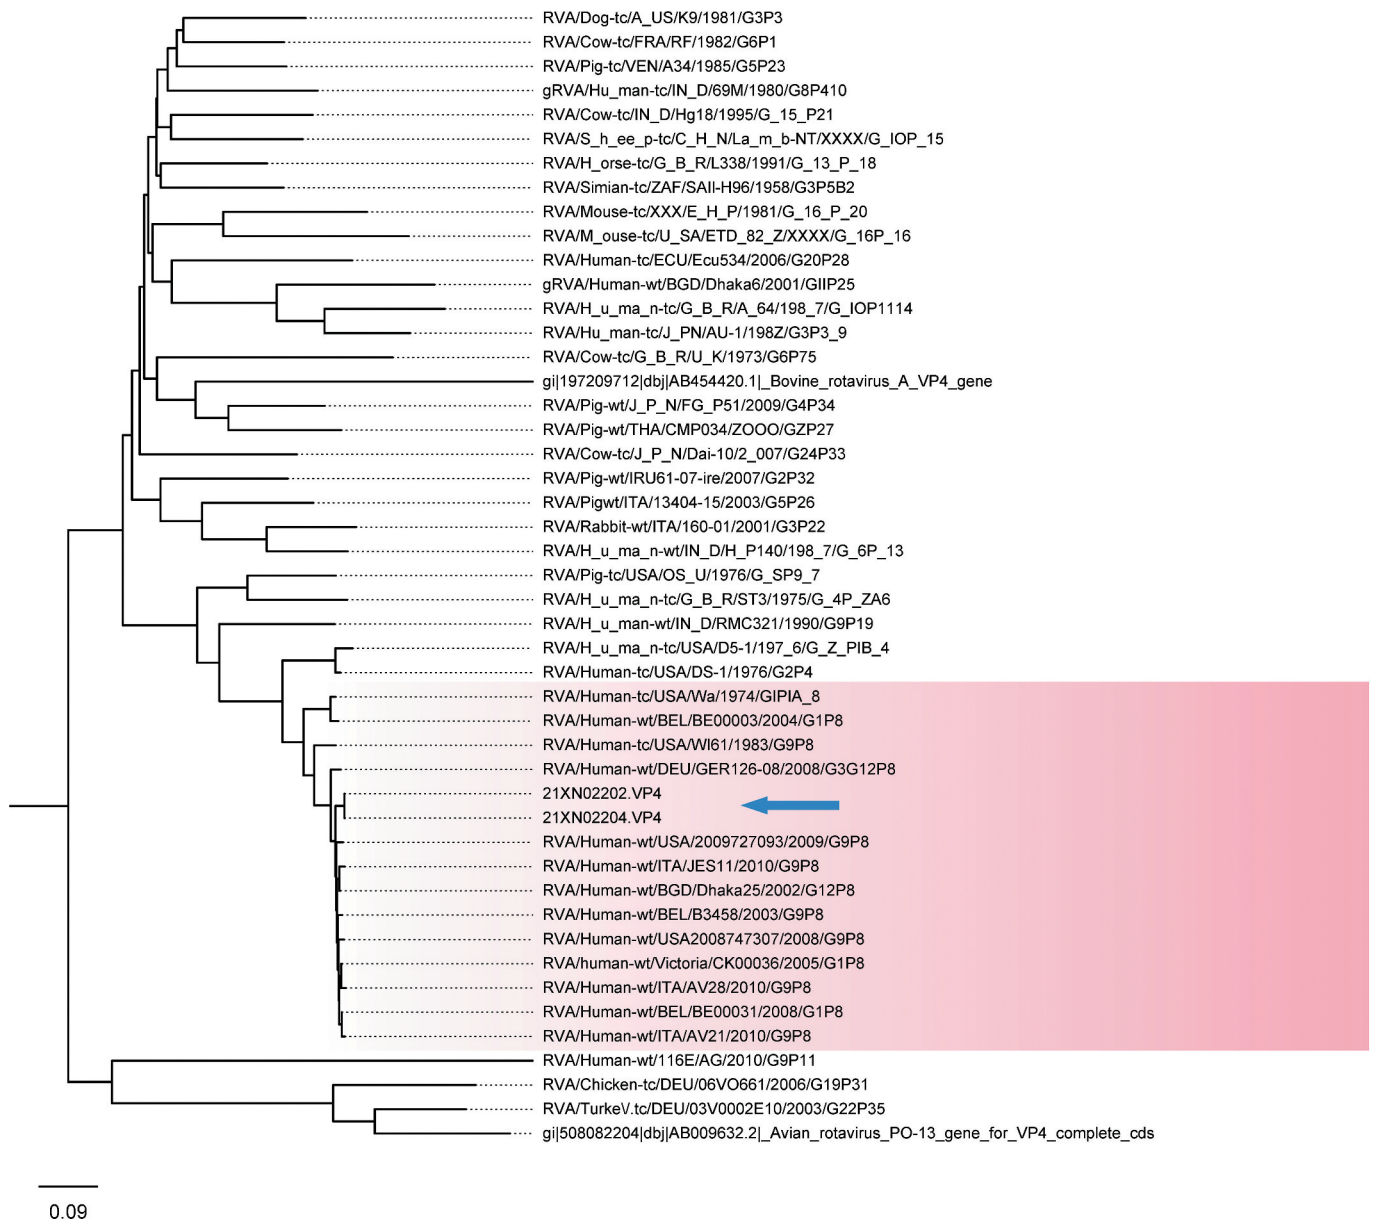 RVA/Dog-tc/A_US/K9/1981/G3P3
RVA/Cow-tc/FRA/RF/1982/G6P1
RVA/Pig-tc/VEN/A34/1985/G5P23
gRVA/Hu_man-tc/IN_D/69M/1980/G8P410
RVA/Cow-tc/IN_D/Hg18/1995/G_15_P21
RVA/S_h_ee_p-tc/C_H_N/La_m_b-NT/XXXX/G_IOP_15
RVA/H_orse-tc/G_B_R/L338/1991/G_13_P_18
RVA/Simian-tc/ZAF/SAII-H96/1958/G3P5B2
RVA/Mouse-tc/XXX/E_H_P/1981/G_16_P_20
RVA/M_ouse-tc/U_SA/ETD_82_Z/XXXX/G_16P_16
RVA/Human-tc/ECU/Ecu534/2006/G20P28
gRVA/Human-wt/BGD/Dhaka6/2001/GIIP25
RVA/H_u_ma_n-tc/G_B_R/A_64/198_7/G_IOP1114
RVA/Hu_man-tc/J_PN/AU-1/198Z/G3P3_9
RVA/Cow-tc/G_B_R/U_K/1973/G6P75
gi|197209712|dbj|AB454420.1|_Bovine_rotavirus_A_VP4_gene
RVA/Pig-wt/J_P_N/FG_P51/2009/G4P34
RVA/Pig-wt/THA/CMP034/ZOOO/GZP27
RVA/Cow-tc/J_P_N/Dai-10/2_007/G24P33
RVA/Pig-wt/IRU61-07-ire/2007/G2P32
RVA/Pigwt/ITA/13404-15/2003/G5P26
RVA/Rabbit-wt/ITA/160-01/2001/G3P22
RVA/H_u_ma_n-wt/IN_D/H_P140/198_7/G_6P_13
RVA/Pig-tc/USA/OS_U/1976/G_SP9_7
RVA/H_u_ma_n-tc/G_B_R/ST3/1975/G_4P_ZA6
RVA/H_u_man-wt/IN_D/RMC321/1990/G9P19
RVA/H_u_ma_n-tc/USA/D5-1/197_6/G_Z_PIB_4
RVA/Human-tc/USA/DS-1/1976/G2P4
RVA/Human-tc/USA/Wa/1974/GIPIA_8
RVA/Human-wt/BEL/BE00003/2004/G1P8
RVA/Human-tc/USA/WI61/1983/G9P8
RVA/Human-wt/DEU/GER126-08/2008/G3G12P8
21XN02202.VP4
21XN02204.VP4
RVA/Human-wt/USA/2009727093/2009/G9P8
RVA/Human-wt/ITA/JES11/2010/G9P8
RVA/Human-wt/BGD/Dhaka25/2002/G12P8
RVA/Human-wt/BEL/B3458/2003/G9P8
RVA/Human-wt/USA2008747307/2008/G9P8
RVA/human-wt/Victoria/CK00036/2005/G1P8
RVA/Human-wt/ITA/AV28/2010/G9P8
RVA/Human-wt/BEL/BE00031/2008/G1P8
RVA/Human-wt/ITA/AV21/2010/G9P8
RVA/Human-wt/116E/AG/2010/G9P11
RVA/Chicken-tc/DEU/06VO661/2006/G19P31
RVA/TurkeV.tc/DEU/03V0002E10/2003/G22P35
gi|508082204|dbj|AB009632.2|_Avian_rotavirus_PO-13_gene_for_VP4_complete_cds
0.09